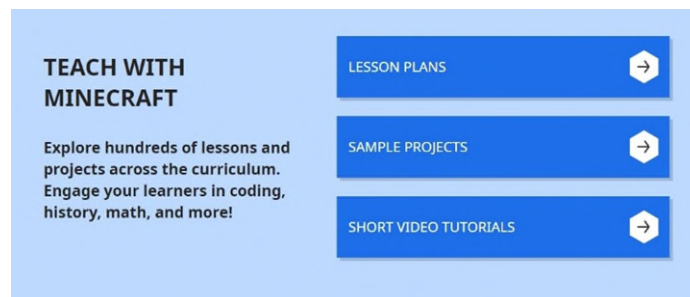 TEACH WITH
MINECRAFT
Explore hundreds of lessons and
projects across the curriculum.
Engage your learners in coding,
history, math, and more!
LESSON PLANS
SAMPLE PROJECTS
SHORT VIDEO TUTORIALS